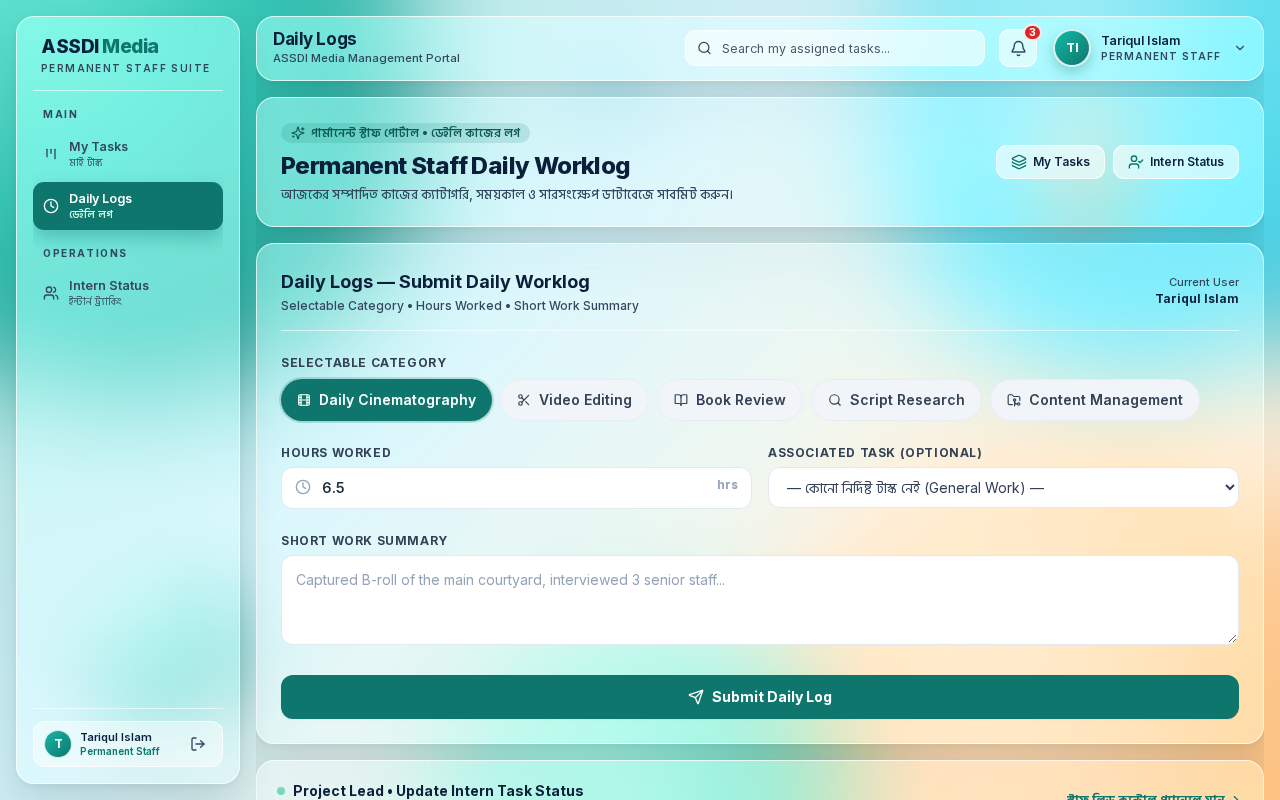 ASSDI Media
PERMANENT STAFF SUITE
MAIN
My Tasks
মাই টাস্ক
Daily Logs
ডেইলি লগ
OPERATIONS
Intern Status
ইন্টার্ন ট্র্যাকিং
Tariqul Islam
T
Permanent Staff
Daily Logs
ASSDI Media Management Portal
Search my assigned tasks...
3
TI
Tariqul Islam
PERMANENT STAFF
পার্মানেন্ট স্টাফ পোর্টাল • ডেইলি কাজের লগ
Permanent Staff Daily Worklog
আজকের সম্পাদিত কাজের ক্যাটাগরি, সময়কাল ও সারসংক্ষেপ ডাটাবেজে সাবমিট করুন।
My Tasks
Intern Status
Daily Logs — Submit Daily Worklog
Selectable Category • Hours Worked • Short Work Summary
Current User
Tariqul Islam
SELECTABLE CATEGORY
Daily Cinematography
Video Editing
Book Review
Script Research
Content Management
HOURS WORKED
6.5
hrs
ASSOCIATED TASK (OPTIONAL)
— কোনো নির্দিষ্ট টাস্ক নেই (General Work) —
SHORT WORK SUMMARY
Captured B-roll of the main courtyard, interviewed 3 senior staff...
Submit Daily Log
Project Lead • Update Intern Task Status